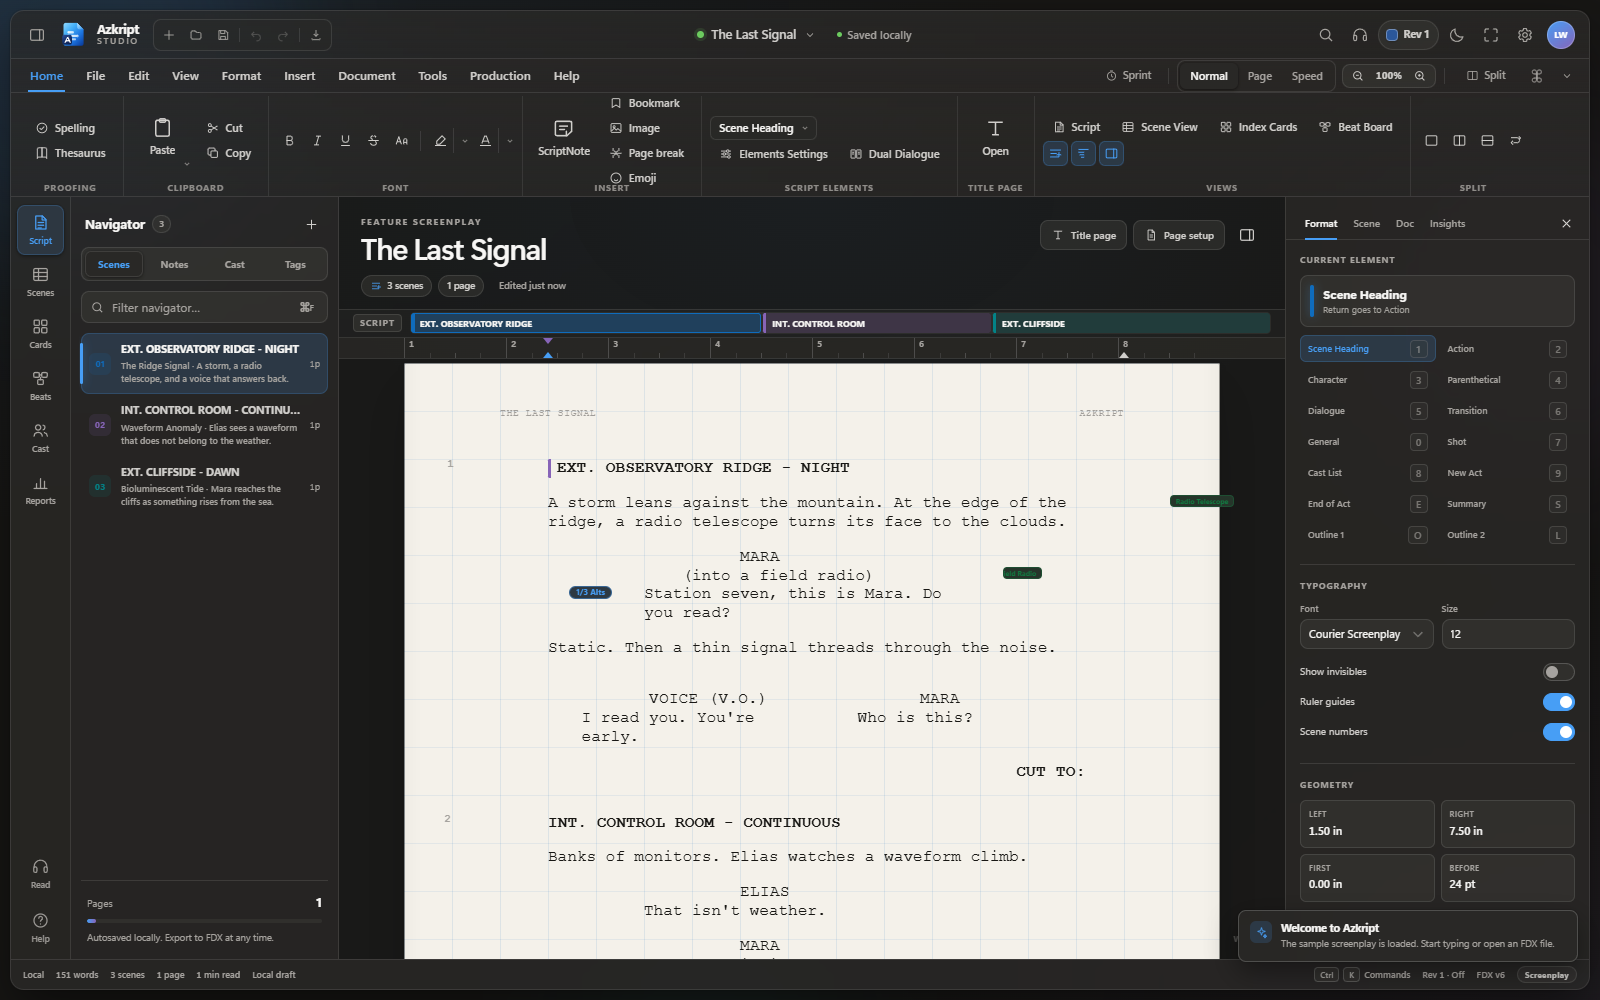 Azkript
STUDIO
The Last Signal
Saved locally
Rev 1
LW
Home
File
Edit
View
Format
Insert
Document
Tools
Production
Help
Sprint
Normal
Page
Speed
100%
Split
Spelling
Thesaurus
PROOFING
Paste
Cut
Copy
CLIPBOARD
B
I
U
S
AA
A
FONT
ScriptNote
Bookmark
Image
Page break
Emoji
INSERT
Scene Heading
Elements Settings
Dual Dialogue
SCRIPT ELEMENTS
Open
TITLE PAGE
Script
Scene View
Index Cards
Beat Board
VIEWS
SPLIT
Script
Scenes
Cards
Beats
Cast
Reports
Read
Help
Navigator
3
Scenes
Notes
Cast
Tags
Filter navigator...
⌘F
01
EXT. OBSERVATORY RIDGE - NIGHT
The Ridge Signal · A storm, a radio
telescope, and a voice that answers back.
1p
02
INT. CONTROL ROOM - CONTINU...
Waveform Anomaly · Elias sees a waveform
that does not belong to the weather.
1p
03
EXT. CLIFFSIDE - DAWN
Bioluminescent Tide · Mara reaches the
cliffs as something rises from the sea.
1p
Pages
1
Autosaved locally. Export to FDX at any time.
FEATURE SCREENPLAY
The Last Signal
3 scenes
1 page
Edited just now
Title page
Page setup
SCRIPT
EXT. OBSERVATORY RIDGE
INT. CONTROL ROOM
EXT. CLIFFSIDE
1 2 3 4 5 6 7 8
THE LAST SIGNAL
AZKRIPT
1
EXT. OBSERVATORY RIDGE - NIGHT
A storm leans against the mountain. At the edge of the
ridge, a radio telescope turns its face to the clouds.
Radio Telescope
MARA
(into a field radio)
eld Radio
1/3 Alts
Station seven, this is Mara. Do
you read?
Static. Then a thin signal threads through the noise.
VOICE (V.O.)
I read you. You're
early.
MARA
Who is this?
CUT TO:
2
INT. CONTROL ROOM - CONTINUOUS
Banks of monitors. Elias watches a waveform climb.
ELIAS
That isn't weather.
MARA
Format
Scene
Doc
Insights
CURRENT ELEMENT
Scene Heading
Return goes to Action
Scene Heading 1
Action 2
Character 3
Parenthetical 4
Dialogue 5
Transition 6
General 0
Shot 7
Cast List 8
New Act 9
End of Act E
Summary S
Outline 1 O
Outline 2 L
TYPOGRAPHY
Font
Size
Courier Screenplay
12
Show invisibles
Ruler guides
Scene numbers
GEOMETRY
LEFT
1.50 in
RIGHT
7.50 in
FIRST
0.00 in
BEFORE
24 pt
Welcome to Azkript
The sample screenplay is loaded. Start typing or open an FDX file.
Local
151 words
3 scenes
1 page
1 min read
Local draft
Ctrl
K
Commands
Rev 1 · Off
FDX v6
Screenplay